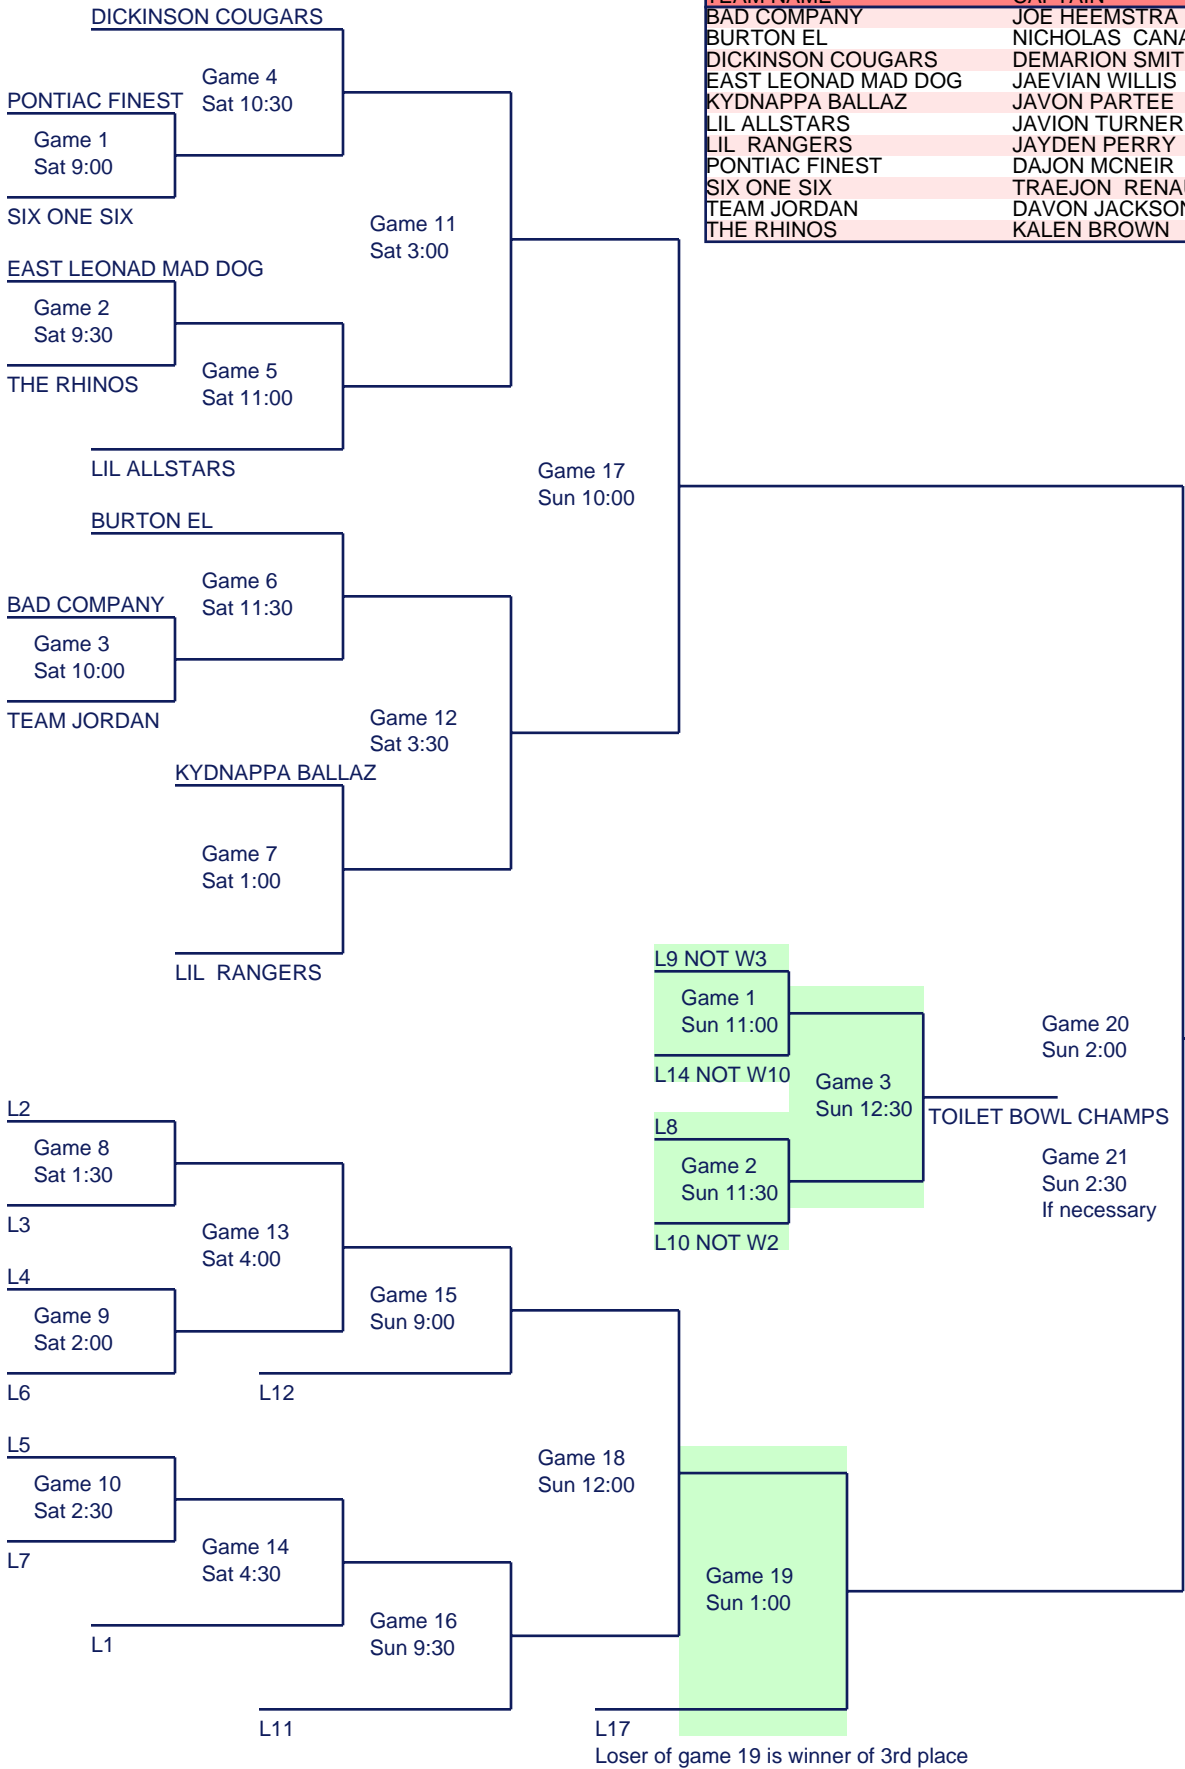 DICKINSON COUGARS
Game 4
Sat 10:30
PONTIAC FINEST
Game 1
Sat 9:00
SIX ONE SIX
Game 11
Sat 3:00
EAST LEONAD MAD DOG
Game 2
Sat 9:30
THE RHINOS
Game 5
Sat 11:00
LIL ALLSTARS
Game 17
Sun 10:00
BURTON EL
Game 6
Sat 11:30
BAD COMPANY
Game 3
Sat 10:00
TEAM JORDAN
Game 12
Sat 3:30
KYDNAPPA BALLAZ
Game 7
Sat 1:00
LIL  RANGERS
BAD COMPANY JOE HEEMSTRA
BURTON EL NICHOLAS  CANA
DICKINSON COUGARS DEMARION SMIT
EAST LEONAD MAD DOG JAEVIAN WILLIS
KYDNAPPA BALLAZ JAVON PARTEE
LIL ALLSTARS JAVION TURNER
LIL  RANGERS JAYDEN PERRY
PONTIAC FINEST DAJON MCNEIR
SIX ONE SIX TRAEJON  RENAU
TEAM JORDAN DAVON JACKSON
THE RHINOS KALEN BROWN
L9 NOT W3
Game 1
Sun 11:00
L14 NOT W10
Game 3
Sun 12:30
L8
Game 2
Sun 11:30
L10 NOT W2
TOILET BOWL CHAMPS
Game 20
Sun 2:00
Game 21
Sun 2:30
If necessary
L2
Game 8
Sat 1:30
L3
Game 13
Sat 4:00
L4
Game 9
Sat 2:00
L6
Game 15
Sun 9:00
L12
L5
Game 10
Sat 2:30
L7
Game 14
Sat 4:30
L1
Game 16
Sun 9:30
L11
Game 18
Sun 12:00
Game 19
Sun 1:00
L17
Loser of game 19 is winner of 3rd place